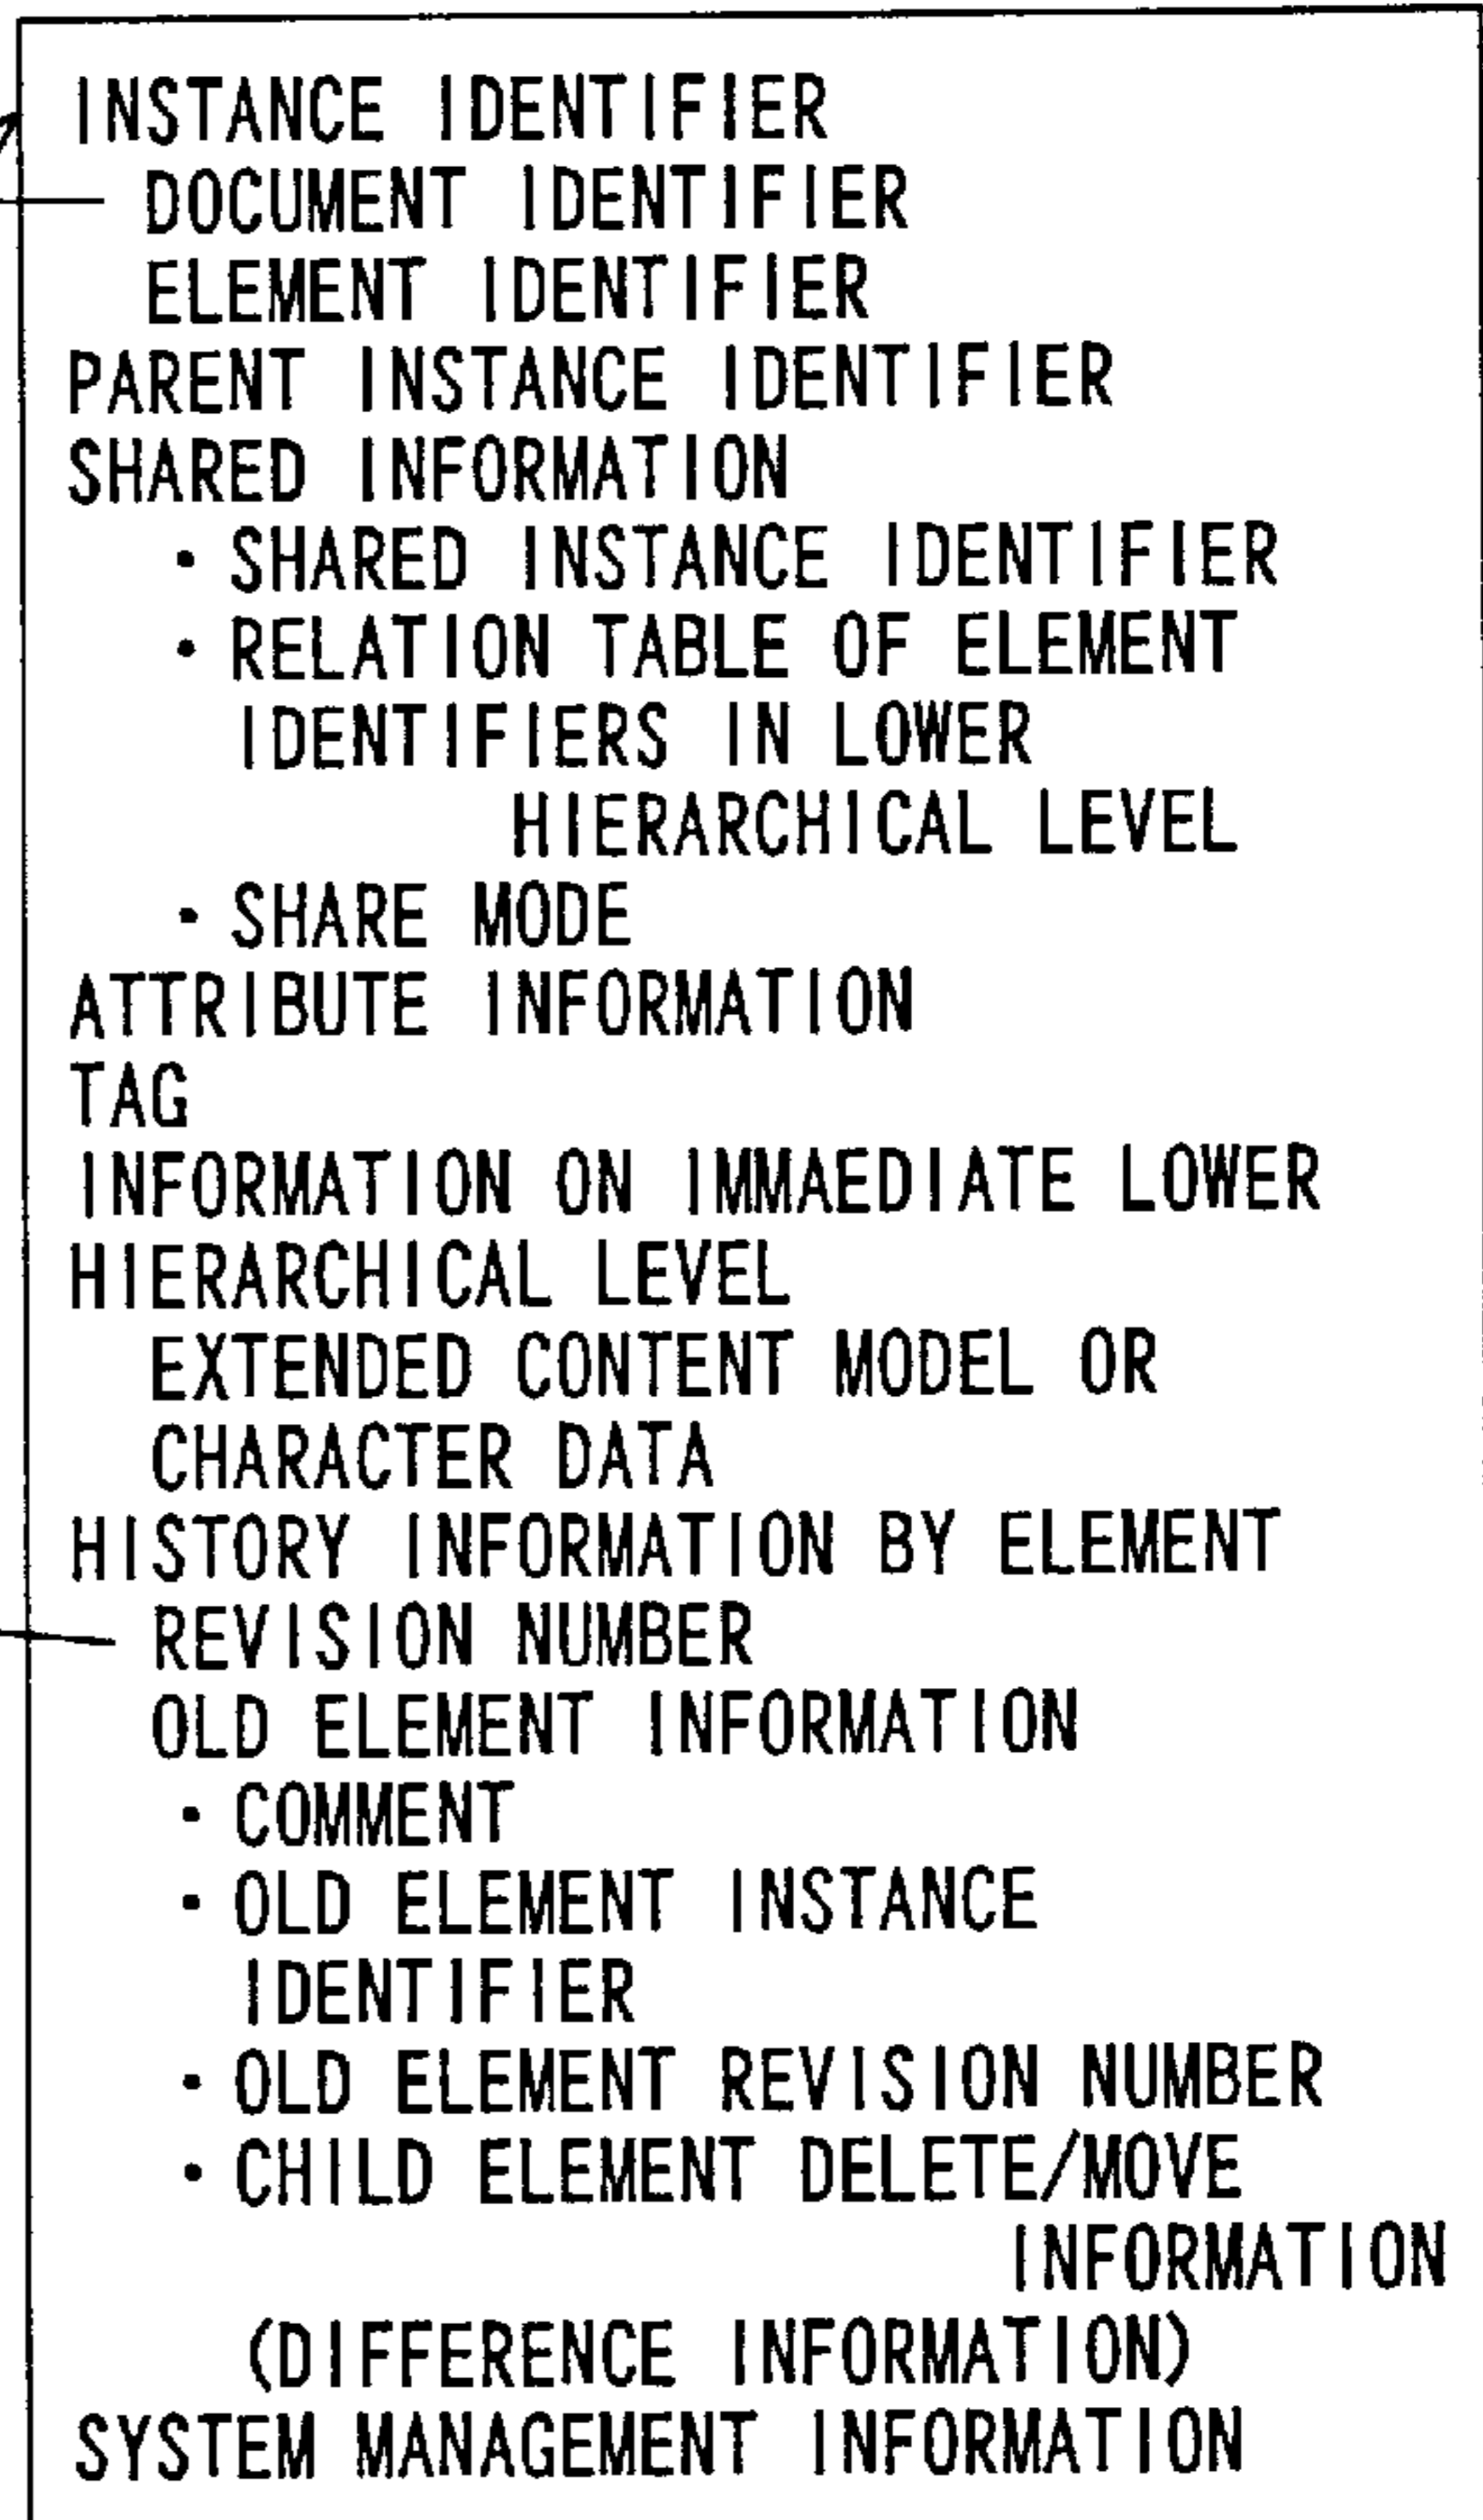 INSTANCE IDENTIFIER
DOCUMENT IDENTIFIER
ELEMENT IDENTIFIER
PARENT INSTANCE IDENTIFIER
SHARED INFORMATION
• SHARED INSTANCE IDENTIFIER
• RELATION TABLE OF ELEMENT
IDENTIFIERS IN LOWER
HIERARCHICAL LEVEL
• SHARE MODE
ATTRIBUTE INFORMATION
TAG
INFORMATION ON IMMAEDIATE LOWER
HIERARCHICAL LEVEL
EXTENDED CONTENT MODEL OR
CHARACTER DATA
HISTORY INFORMATION BY ELEMENT
REVISION NUMBER
OLD ELEMENT INFORMATION
• COMMENT
• OLD ELEMENT INSTANCE
IDENTIFIER
• OLD ELEMENT REVISION NUMBER
• CHILD ELEMENT DELETE/MOVE
INFORMATION
(DIFFERENCE INFORMATION)
SYSTEM MANAGEMENT INFORMATION